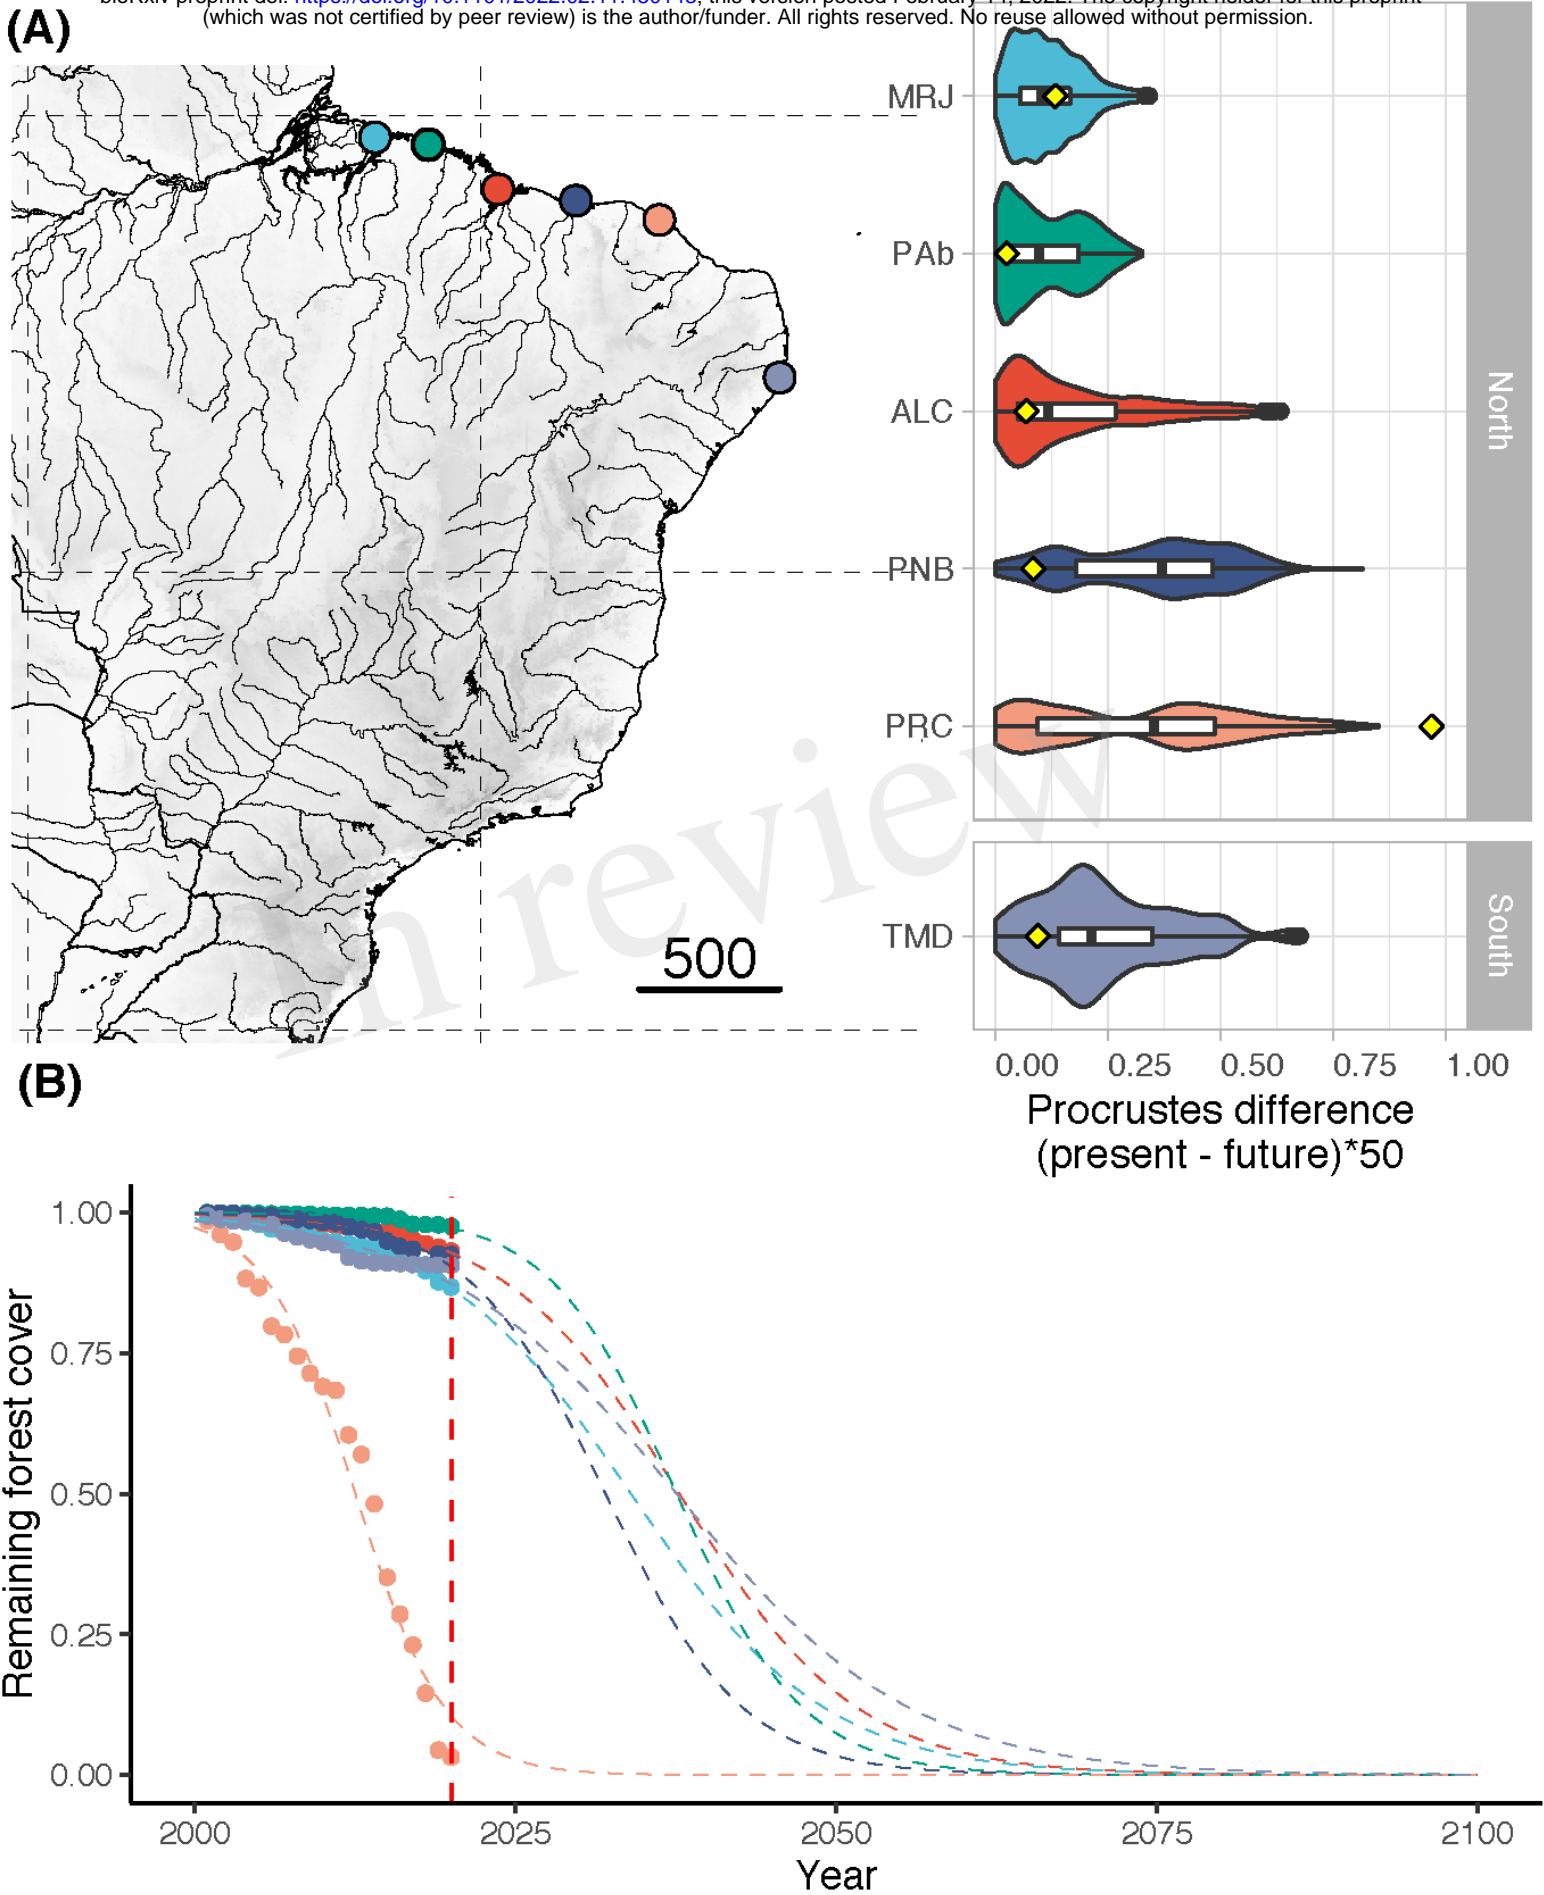 (which was not certified by peer review) is the author/funder. All rights reserved. No reuse allowed without permission.
(A)
MRJ
PAb
ALC
PNB
PRC
North
TMD
South
500
In review
0.00 0.25 0.50 0.75 1.00
Procrustes difference
(present - future)*50
(B)
Remaining forest cover
1.00
0.75
0.50
0.25
0.00
2000 2025 2050 2075 2100
Year